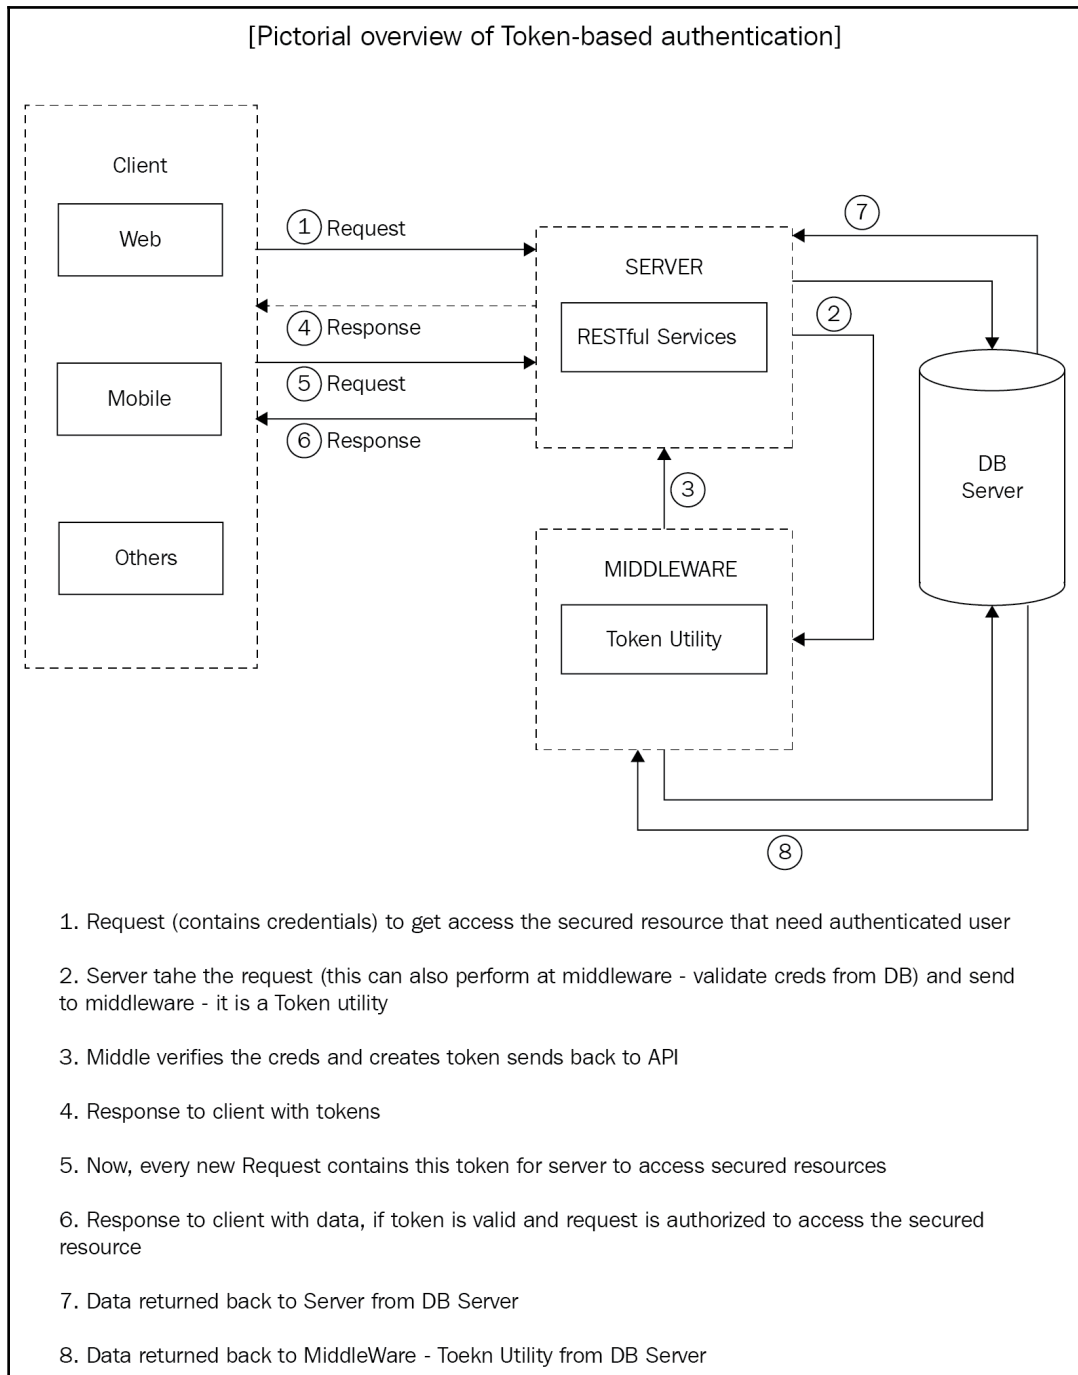 [Pictorial overview of Token-based authentication]
Client
Web
Mobile
Others
1 Request
4 Response
5 Request
6 Response
SERVER
RESTful Services
2
7
3
MIDDLEWARE
Token Utility
DB
Server
8
1. Request (contains credentials) to get access the secured resource that need authenticated user
2. Server tahe the request (this can also perform at middleware - validate creds from DB) and send
to middleware - it is a Token utility
3. Middle verifies the creds and creates token sends back to API
4. Response to client with tokens
5. Now, every new Request contains this token for server to access secured resources
6. Response to client with data, if token is valid and request is authorized to access the secured
resource
7. Data returned back to Server from DB Server
8. Data returned back to MiddleWare - Toekn Utility from DB Server